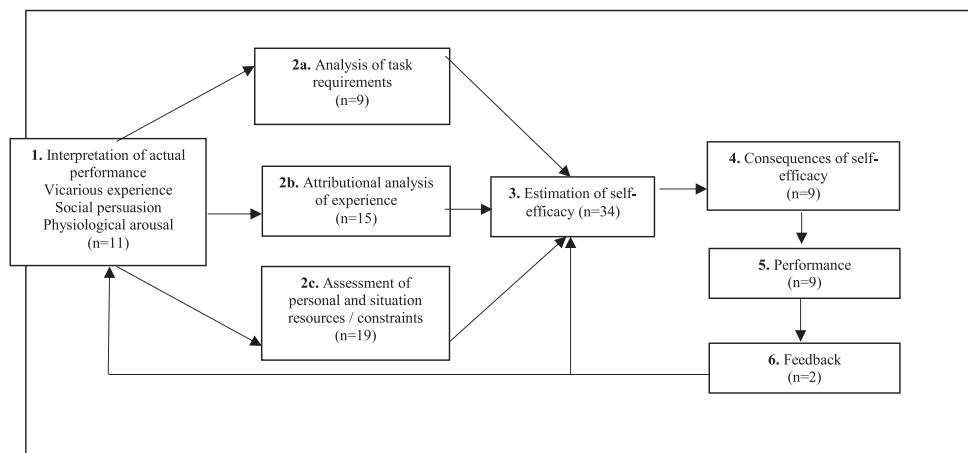 1. Interpretation of actual
performance
Vicarious experience
Social persuasion
Physiological arousal
(n=11)
2a. Analysis of task
requirements
(n=9)
2b. Attributional analysis
of experience
(n=15)
2c. Assessment of
personal and situation
resources / constraints
(n=19)
3. Estimation of self-
efficacy (n=34)
4. Consequences of self-
efficacy
(n=9)
5. Performance
(n=9)
6. Feedback
(n=2)